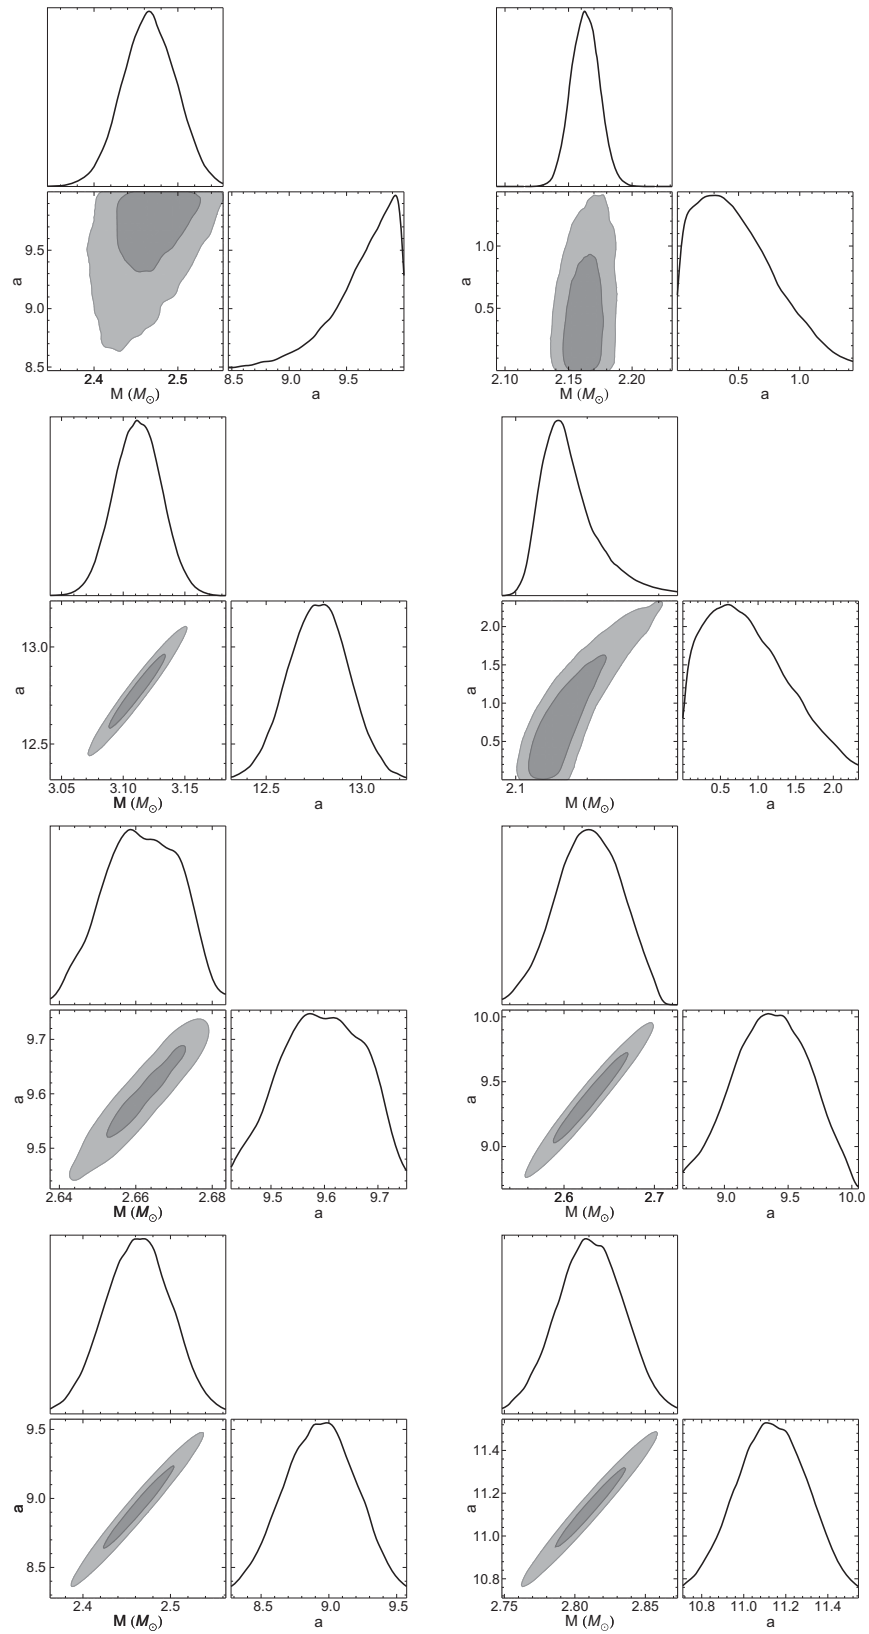 9.5
9.0
8.5
a
2.4 2.5
M (M⊙)
8.5 9.0 9.5
a
1.0
0.5
a
2.10 2.15 2.20
M (M⊙)
0.5 1.0
a
13.0
12.5
a
3.05 3.10 3.15
M (M⊙)
12.5 13.0
a
2.0
1.5
1.0
0.5
a
2.1
M (M⊙)
0.5 1.0 1.5 2.0
a
9.7
9.6
9.5
a
2.64 2.66 2.68
M (M⊙)
9.5 9.6 9.7
a
10.0
9.5
9.0
a
2.6 2.7
M (M⊙)
9.0 9.5 10.0
a
9.5
9.0
8.5
a
2.4 2.5
M (M⊙)
8.5 9.0 9.5
a
11.4
11.2
11.0
10.8
a
2.75 2.80 2.85
M (M⊙)
10.8 11.0 11.2 11.4
a